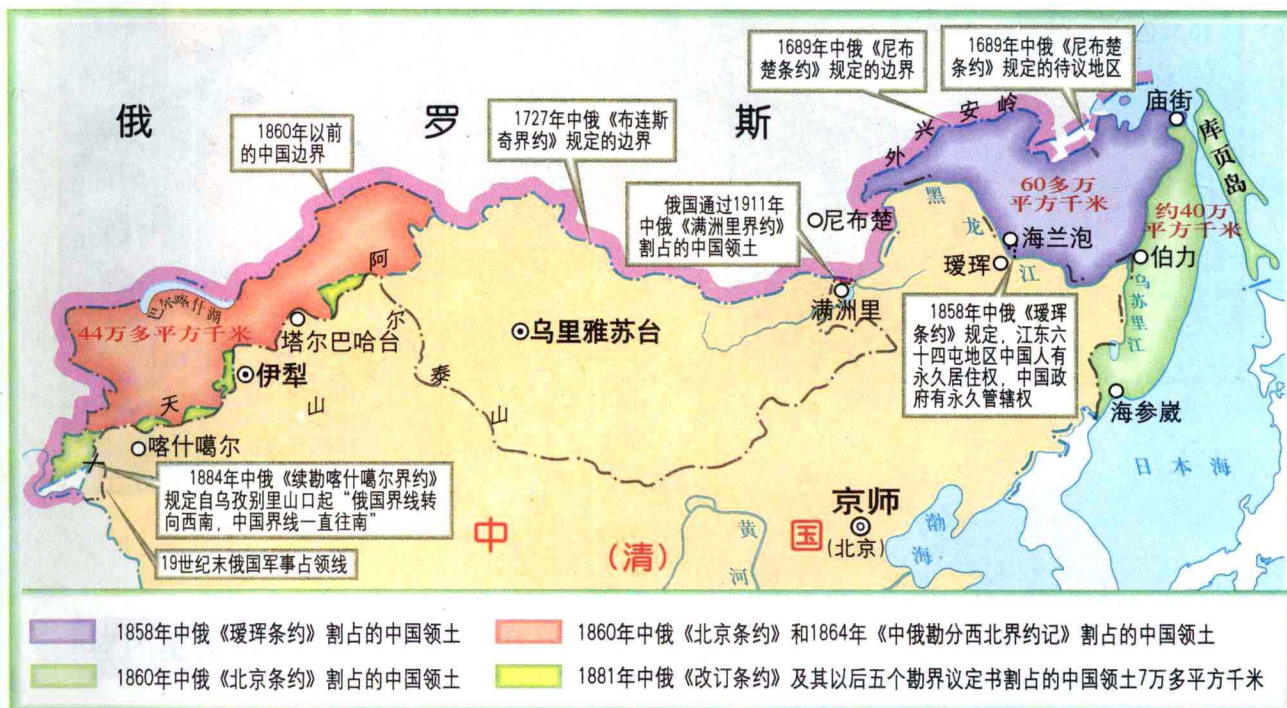 俄 罗 斯
1689年中俄《尼布
楚条约》规定的边界
1689年中俄《尼布楚
条约》规定的待议地区
1860年以前
的中国边界
1727年中俄《布连斯
奇界约》规定的边界
俄国通过1911年
中俄《满洲里界约》
割占的中国领土
外兴安岭
庙街
库页岛
60多万
平方千米
约40万
平方千米
尼布楚
黑龙江
海兰泡
瑷珲
伯力
乌苏里江
满洲里
1858年中俄《瑷珲
条约》规定，江东六
十四屯地区中国人有
永久居住权，中国政
府有永久管辖权
海参崴
日本海
巴尔喀什湖
44万多平方千米
塔尔巴哈台
阿尔泰山
乌里雅苏台
伊犁
天山
喀什噶尔
1884年中俄《续勘喀什噶尔界约》
规定自乌孜别里山口起“俄国界线转
向西南，中国界线一直往南”
19世纪末俄国军事占领线
中 （清） 国
京师
(北京)
黄河
渤海
1858年中俄《瑷珲条约》割占的中国领土
1860年中俄《北京条约》和1864年《中俄勘分西北界约记》割占的中国领土
1860年中俄《北京条约》割占的中国领土
1881年中俄《改订条约》及其以后五个勘界议定书割占的中国领土7万多平方千米